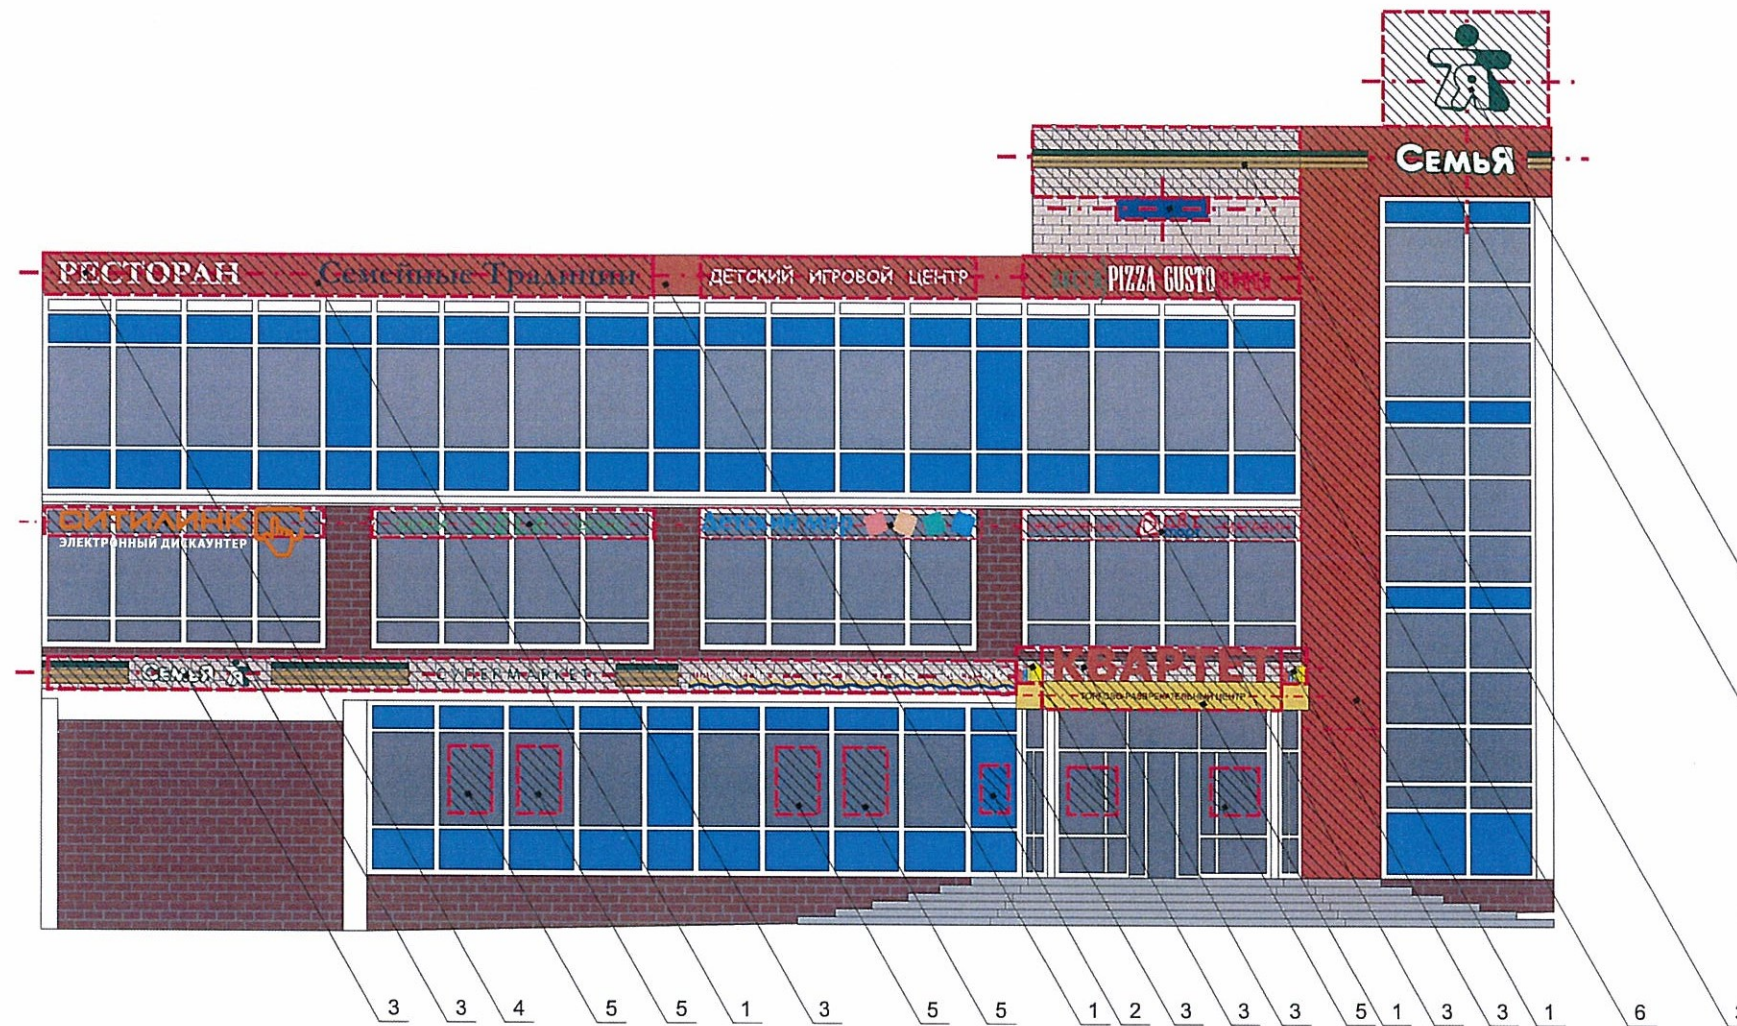 Я
СЕМЬЯ
РЕСТОРАН
Семейные Традиции
ДЕТСКИЙ ИГРОВОЙ ЦЕНТР
PIZZA GUSTO
СИТИЛИНК
ЭЛЕКТРОННЫЙ ДИСКАУНТЕР
ДЕТСКИЙ МИР
СЕМЬЯ Я
СУПЕРМАРКЕТ
КВАРТЕТ
ТОРГОВО-РАЗВЛЕКАТЕЛЬНЫЙ ЦЕНТР
3 3 4 5 5 1 3 5 5 1 2 3 3 3 5 1 3 3 1 6